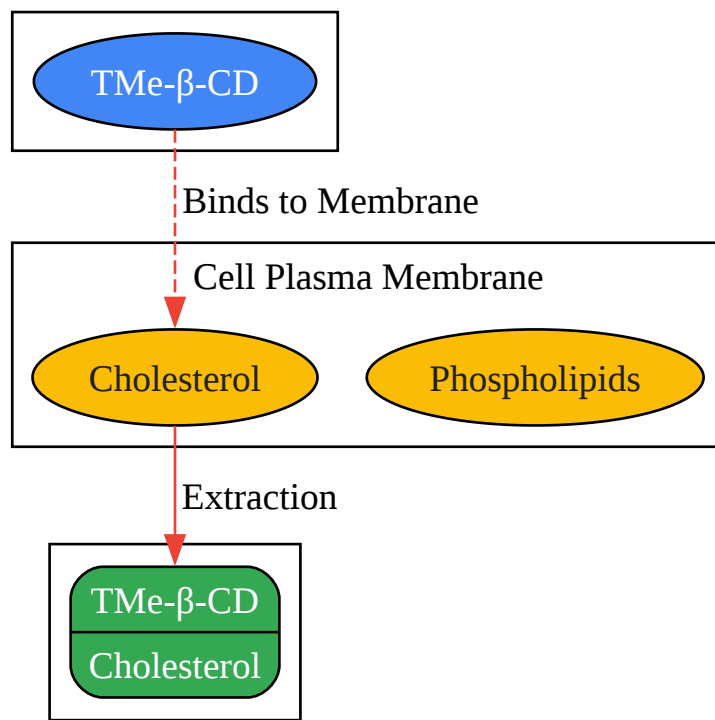 TMe-β-CD
Binds to Membrane
Cell Plasma Membrane
Cholesterol
Phospholipids
Extraction
TMe-β-CD
Cholesterol